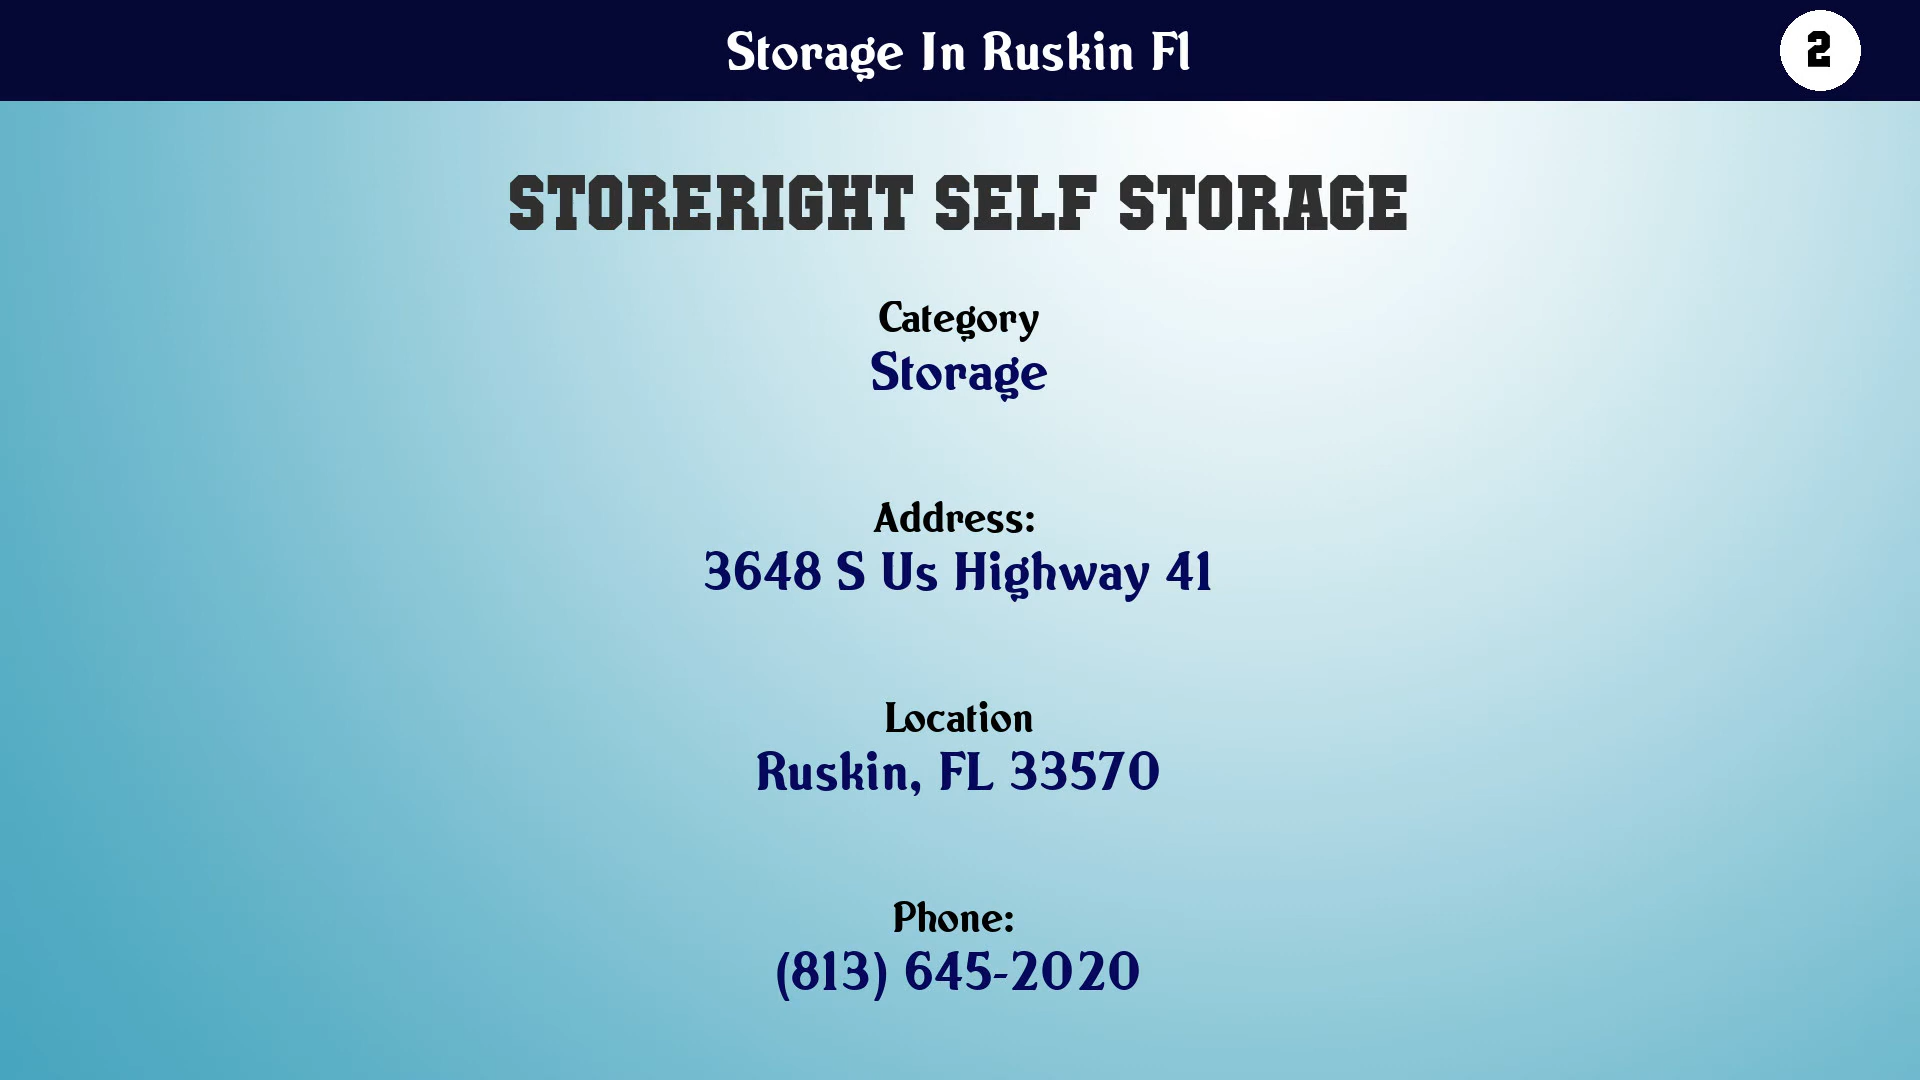 Storage In Ruskin Fl
2
STORERIGHT SELF STORAGE
Category
Storage
Address:
3648 S Us Highway 41
Location
Ruskin, FL 33570
Phone:
(813) 645-2020